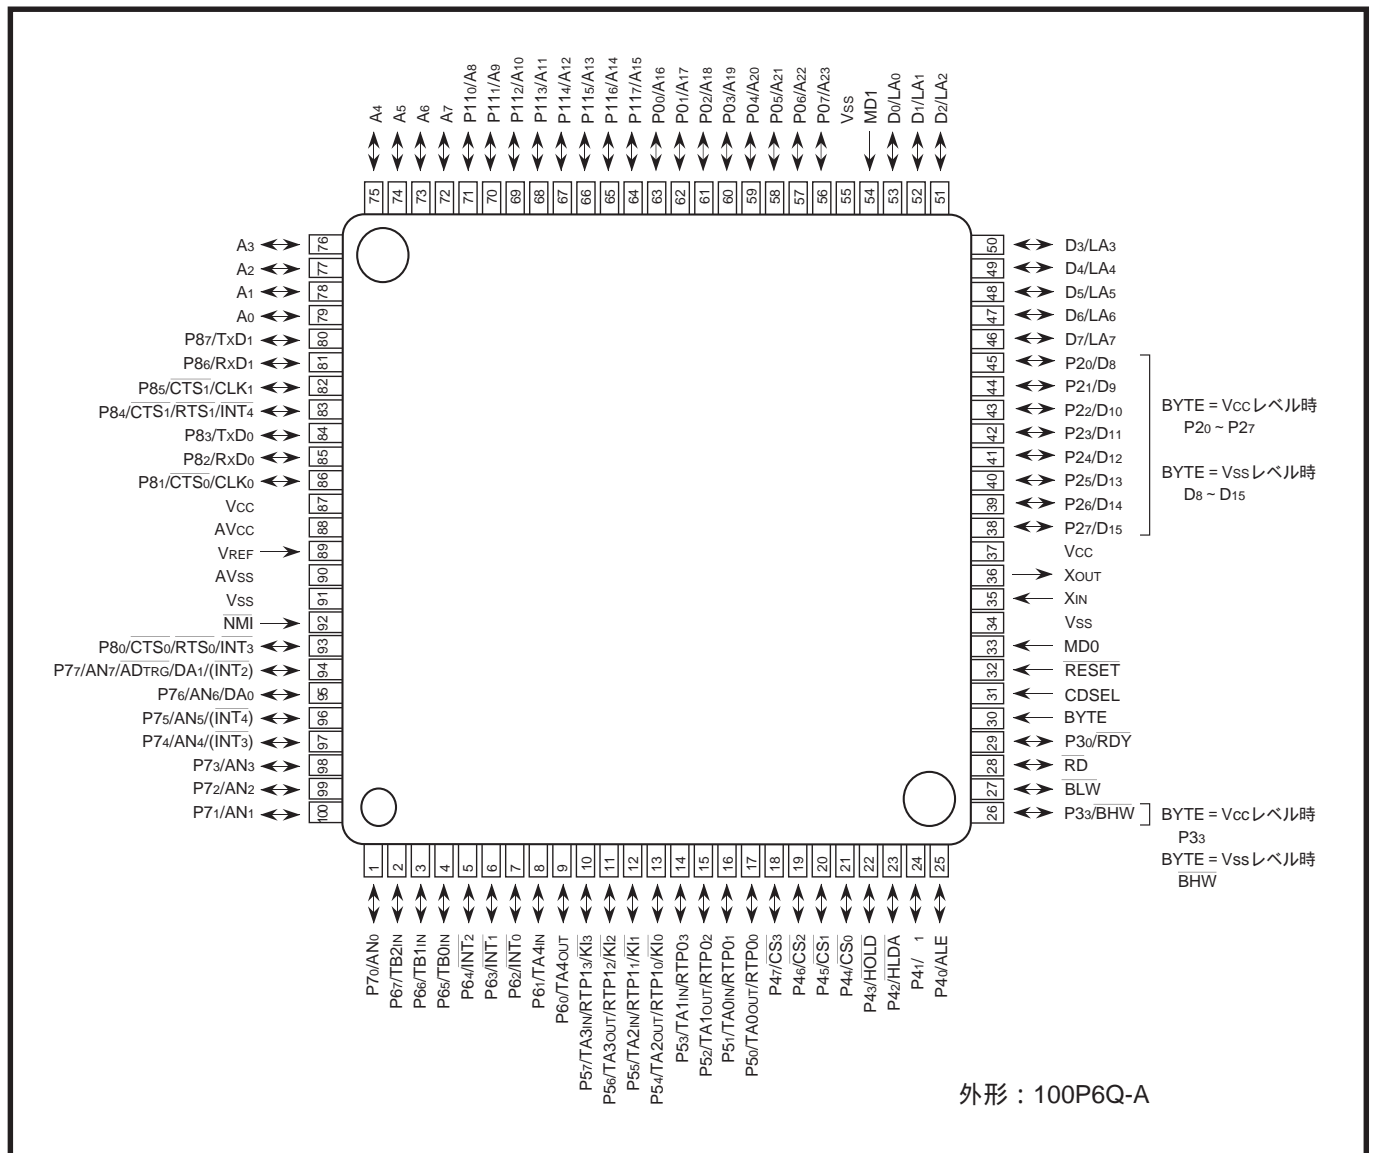 A4
A5
A6
A7
P110/A8
P111/A9
P112/A10
P113/A11
P114/A12
P115/A13
P116/A14
P117/A15
P00/A16
P01/A17
P02/A18
P03/A19
P04/A20
P05/A21
P06/A22
P07/A23
VSS
MD1
D0/LA0
D1/LA1
D2/LA2
75
74
73
72
71
70
69
68
67
66
65
64
63
62
61
60
59
58
57
56
55
54
53
52
51
A3 76
A2 77
A1 78
A0 79
P87/TXD1 80
P86/RXD1 81
P85/CTS1/CLK1 82
P84/CTS1/RTS1/INT4 83
P83/TXD0 84
P82/RXD0 85
P81/CTS0/CLK0 86
VCC 87
AVCC 88
VREF 89
AVSS 90
VSS 91
NMI 92
P80/CTS0/RTS0/INT3 93
P77/AN7/ADTRG/DA1/(INT2) 94
P76/AN6/DA0 95
P75/AN5/(INT4) 96
P74/AN4/(INT3) 97
P73/AN3 98
P72/AN2 99
P71/AN1 100
50 D3/LA3
49 D4/LA4
48 D5/LA5
47 D6/LA6
46 D7/LA7
45 P20/D8
44 P21/D9
43 P22/D10
42 P23/D11
41 P24/D12
40 P25/D13
39 P26/D14
38 P27/D15
BYTE = VCCレベル時
P20 ~ P27
BYTE = VSSレベル時
D8 ~ D15
37 VCC
36 XOUT
35 XIN
34 VSS
33 MD0
32 RESET
31 CDSEL
30 BYTE
29 P30/RDY
28 RD
27 BLW
26 P33/BHW
BYTE = VCCレベル時
P33
BYTE = VSSレベル時
BHW
1
2
3
4
5
6
7
8
9
10
11
12
13
14
15
16
17
18
19
20
21
22
23
24
25
P70/AN0
P67/TB2IN
P66/TB1IN
P65/TB0IN
P64/INT2
P63/INT1
P62/INT0
P61/TA4IN
P60/TA4OUT
P57/TA3IN/RTP13/KI3
P56/TA3OUT/RTP12/KI2
P55/TA2IN/RTP11/KI1
P54/TA2OUT/RTP10/KI0
P53/TA1IN/RTP03
P52/TA1OUT/RTP02
P51/TA0IN/RTP01
P50/TA0OUT/RTP00
P47/CS3
P46/CS2
P45/CS1
P44/CS0
P43/HOLD
P42/HLDA
P41/ 1
P40/ALE
外形：100P6Q-A